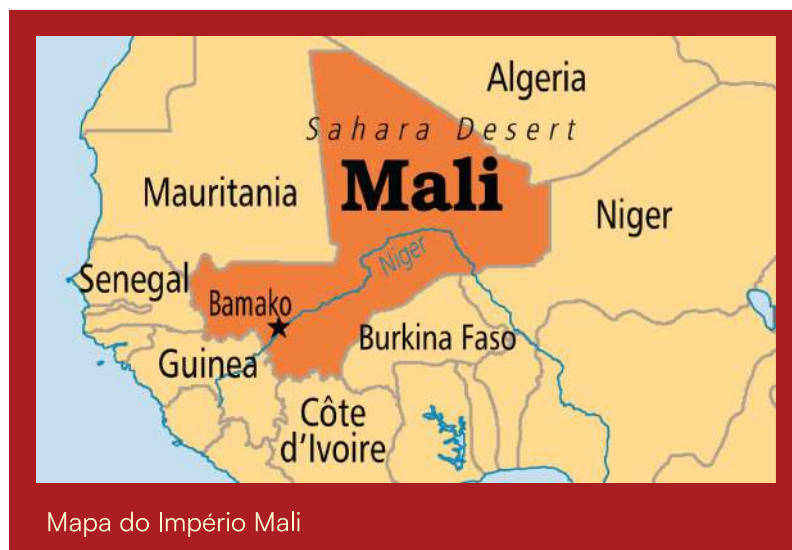 Algeria
Sahara Desert
Mali
Mauritania
Niger
Niger
Senegal
Bamako
Burkina Faso
Guinea
Côte
d'Ivoire
Mapa do Império Mali